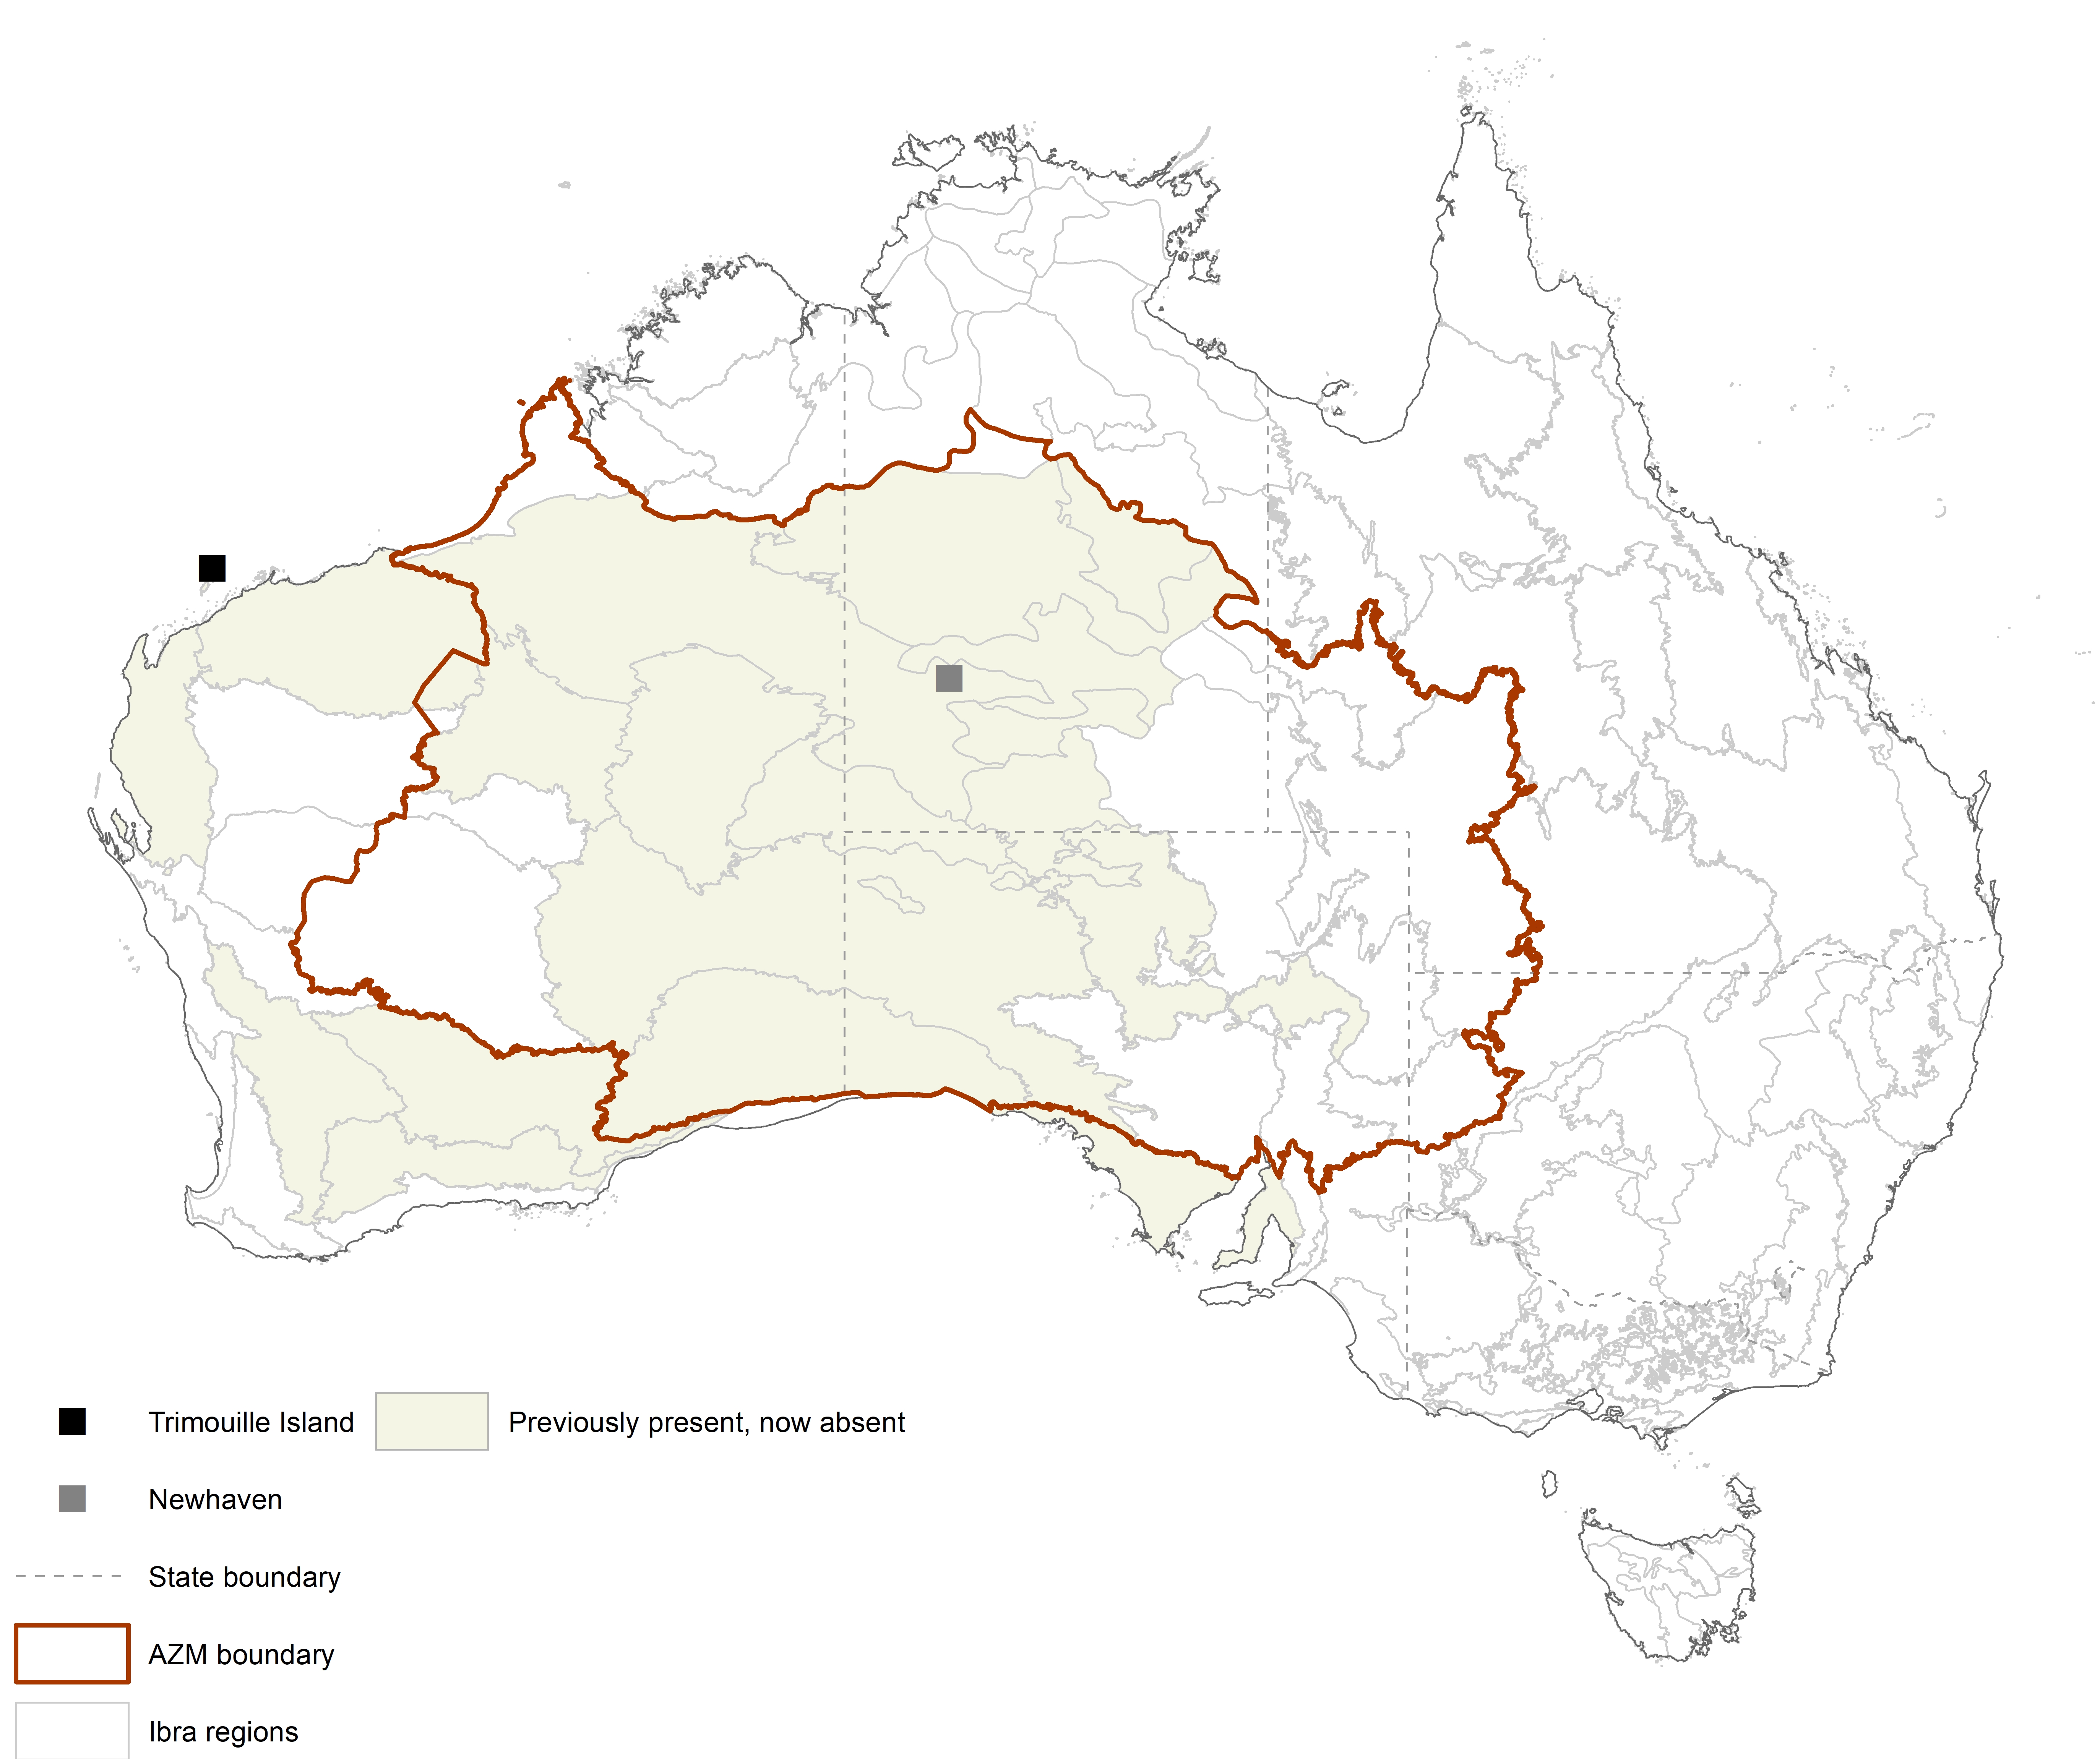 Trimouille Island
Previously present, now absent
Newhaven
State boundary
AZM boundary
Ibra regions